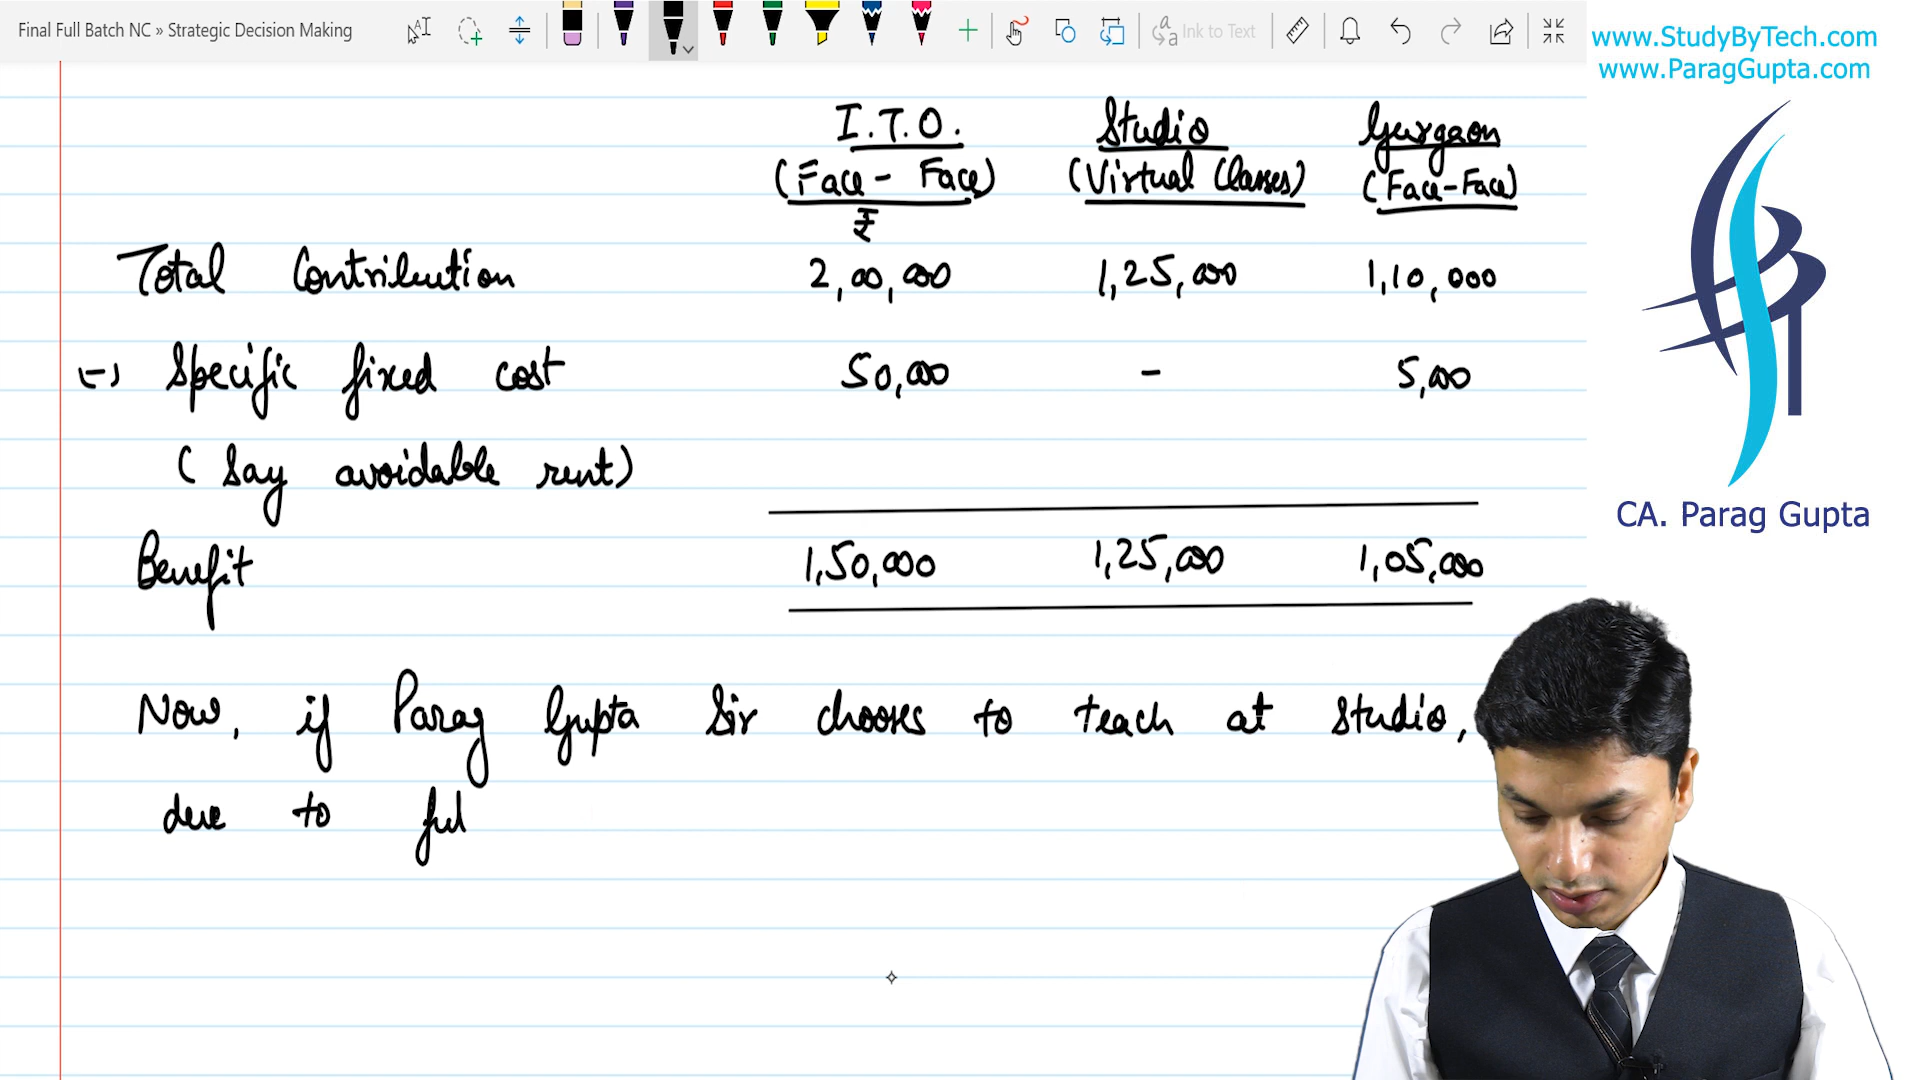 Final Full Batch NC » Strategic Decision Making
Ink to Text
www.StudyByTech.com
www.ParagGupta.com
I.T.O. Studio Gurgaon
(Face - Face) (Virtual Classes) (Face-Face)
₹
Total Contribution 2,00,000 1,25,000 1,10,000
(-) Specific fixed cost 50,000 - 5,000
(Say avoidable rent)
CA. Parag Gupta
Benefit 1,50,000 1,25,000 1,05,000
Now, if Parag Gupta Sir chooses to teach at Studio,
due to ful